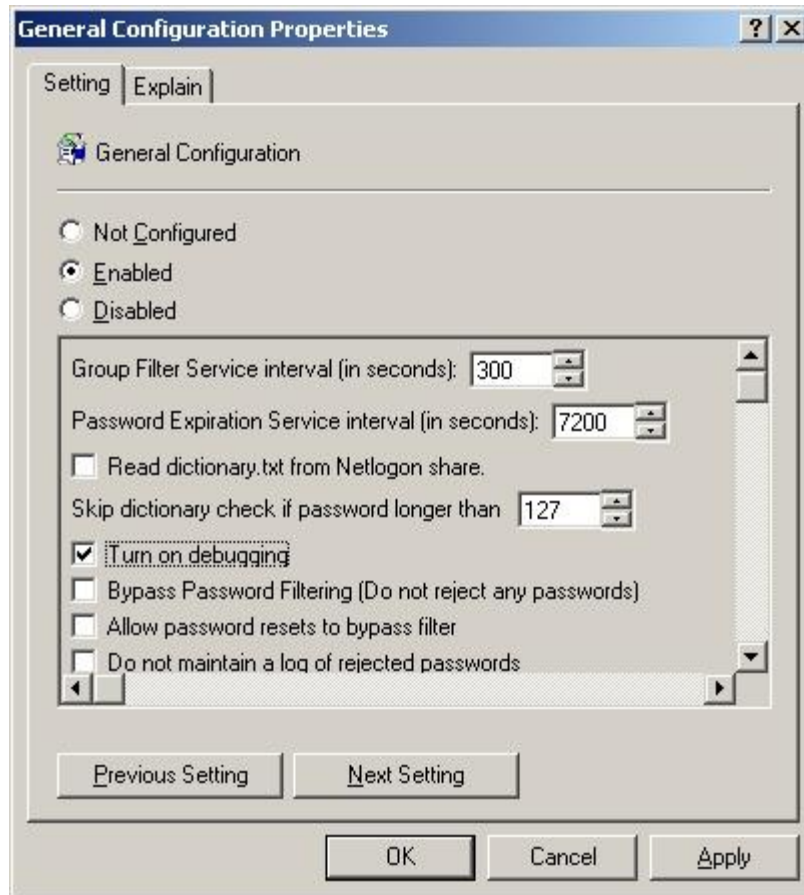 General Configuration Properties
Setting
Explain
General Configuration
Not Configured
Enabled
Disabled
Group Filter Service interval (in seconds): 300
Password Expiration Service interval (in seconds): 7200
Read dictionary.txt from Netlogon share.
Skip dictionary check if password longer than 127
Turn on debugging
Bypass Password Filtering (Do not reject any passwords)
Allow password resets to bypass filter
Do not maintain a log of rejected passwords
Previous Setting
Next Setting
OK
Cancel
Apply